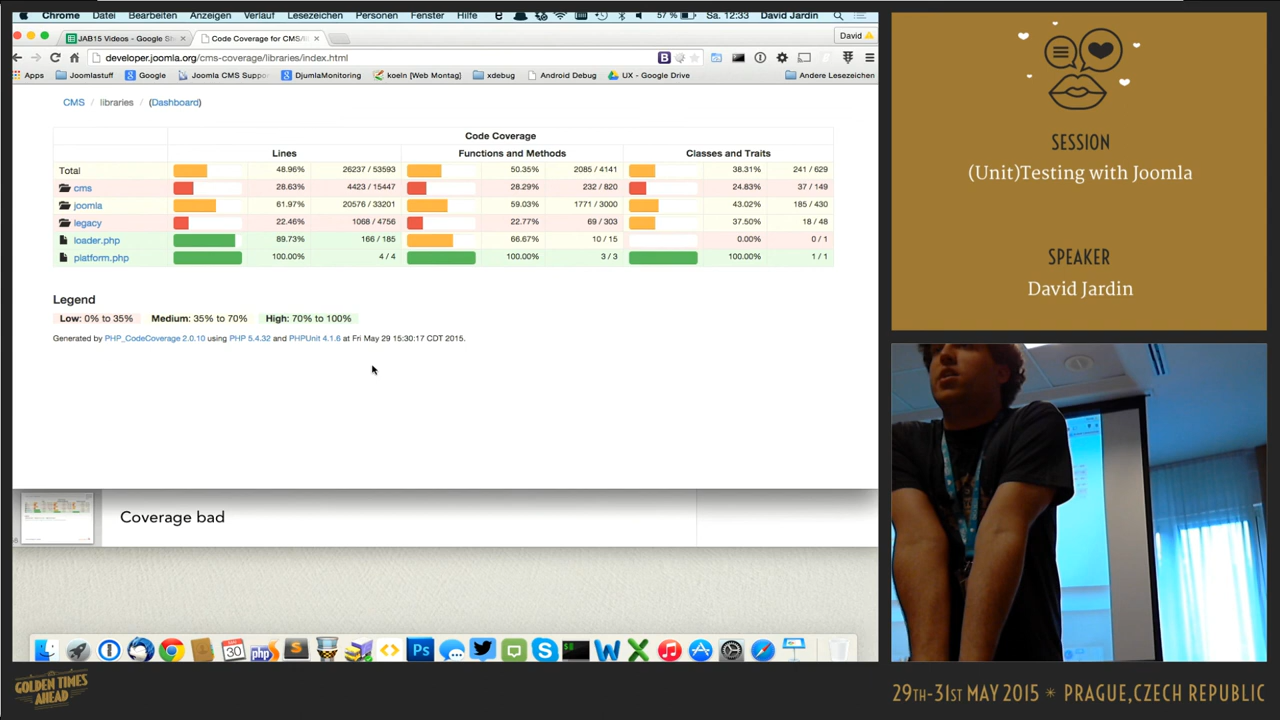 Chrome Datei Bearbeiten Anzeigen Verlauf Lesezeichen Personen Fenster Hilfe 57 % Sa. 12:33 David Jardin
JAB15 Videos - Google Sh Code Coverage for CMS/li David
developer.joomla.org/cms-coverage/libraries/index.html
Apps Joomlastuff Google Joomla CMS Suppo DjumlaMonitoring koeln [Web Montag] xdebug Android Debug UX - Google Drive Andere Lesezeichen
CMS / libraries / (Dashboard)
Code Coverage
Lines Functions and Methods Classes and Traits
Total 48.96% 26237 / 53593 50.35% 2085 / 4141 38.31% 241 / 629
cms 28.63% 4423 / 15447 28.29% 232 / 820 24.83% 37 / 149
joomla 61.97% 20576 / 33201 59.03% 1771 / 3000 43.02% 185 / 430
legacy 22.46% 1068 / 4756 22.77% 69 / 303 37.50% 18 / 48
loader.php 89.73% 166 / 185 66.67% 10 / 15 0.00% 0 / 1
platform.php 100.00% 4 / 4 100.00% 3 / 3 100.00% 1 / 1
Legend
Low: 0% to 35% Medium: 35% to 70% High: 70% to 100%
Generated by PHP_CodeCoverage 2.0.10 using PHP 5.4.32 and PHPUnit 4.1.6 at Fri May 29 15:30:17 CDT 2015.
Coverage bad
30
SESSION
(Unit)Testing with Joomla
SPEAKER
David Jardin
GOLDEN TIMES
AHEAD
29TH-31ST MAY 2015 * PRAGUE, CZECH REPUBLIC